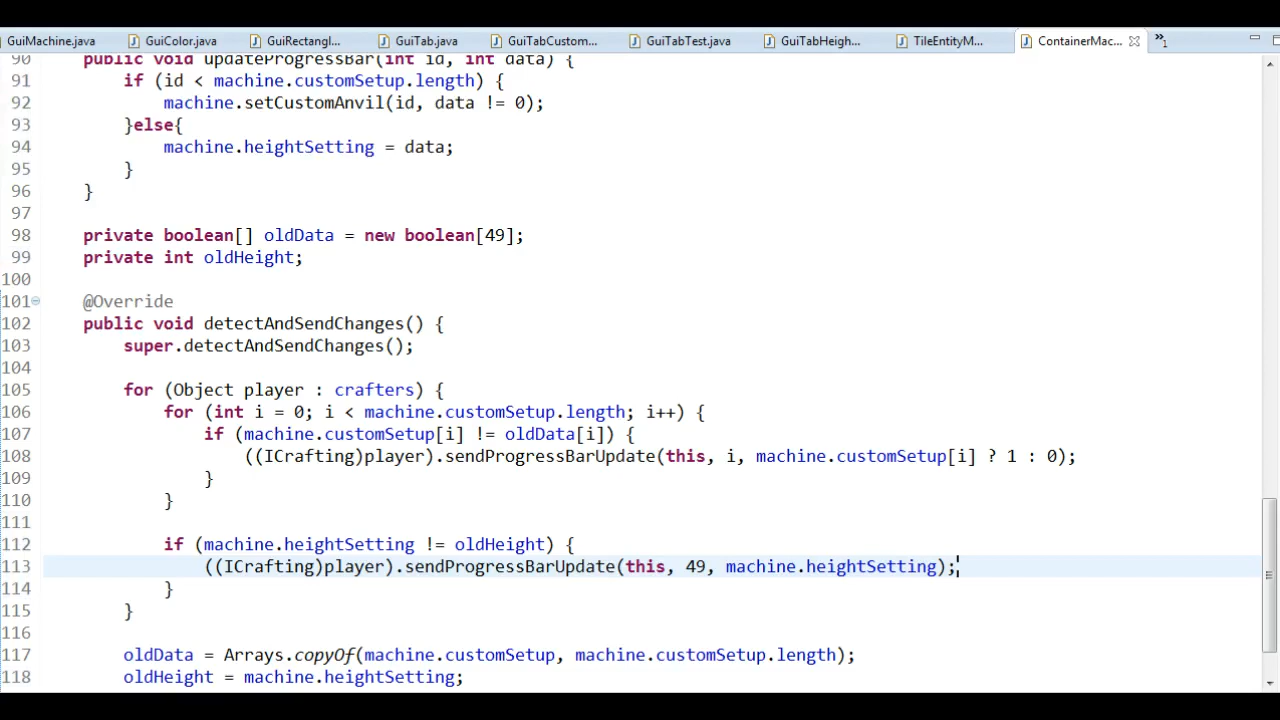 GuiMachine.java GuiColor.java GuiRectangl... GuiTab.java GuiTabCustom... GuiTabTest.java GuiTabHeigh... TileEntityM... ContainerMac... »1
90 public void updateProgressBar(int id, int data) {
91 if (id < machine.customSetup.length) {
92 machine.setCustomAnvil(id, data != 0);
93 }else{
94 machine.heightSetting = data;
95 }
96 }
97
98 private boolean[] oldData = new boolean[49];
99 private int oldHeight;
100
101 @Override
102 public void detectAndSendChanges() {
103 super.detectAndSendChanges();
104
105 for (Object player : crafters) {
106 for (int i = 0; i < machine.customSetup.length; i++) {
107 if (machine.customSetup[i] != oldData[i]) {
108 ((ICrafting)player).sendProgressBarUpdate(this, i, machine.customSetup[i] ? 1 : 0);
109 }
110 }
111
112 if (machine.heightSetting != oldHeight) {
113 ((ICrafting)player).sendProgressBarUpdate(this, 49, machine.heightSetting);
114 }
115 }
116
117 oldData = Arrays.copyOf(machine.customSetup, machine.customSetup.length);
118 oldHeight = machine.heightSetting;